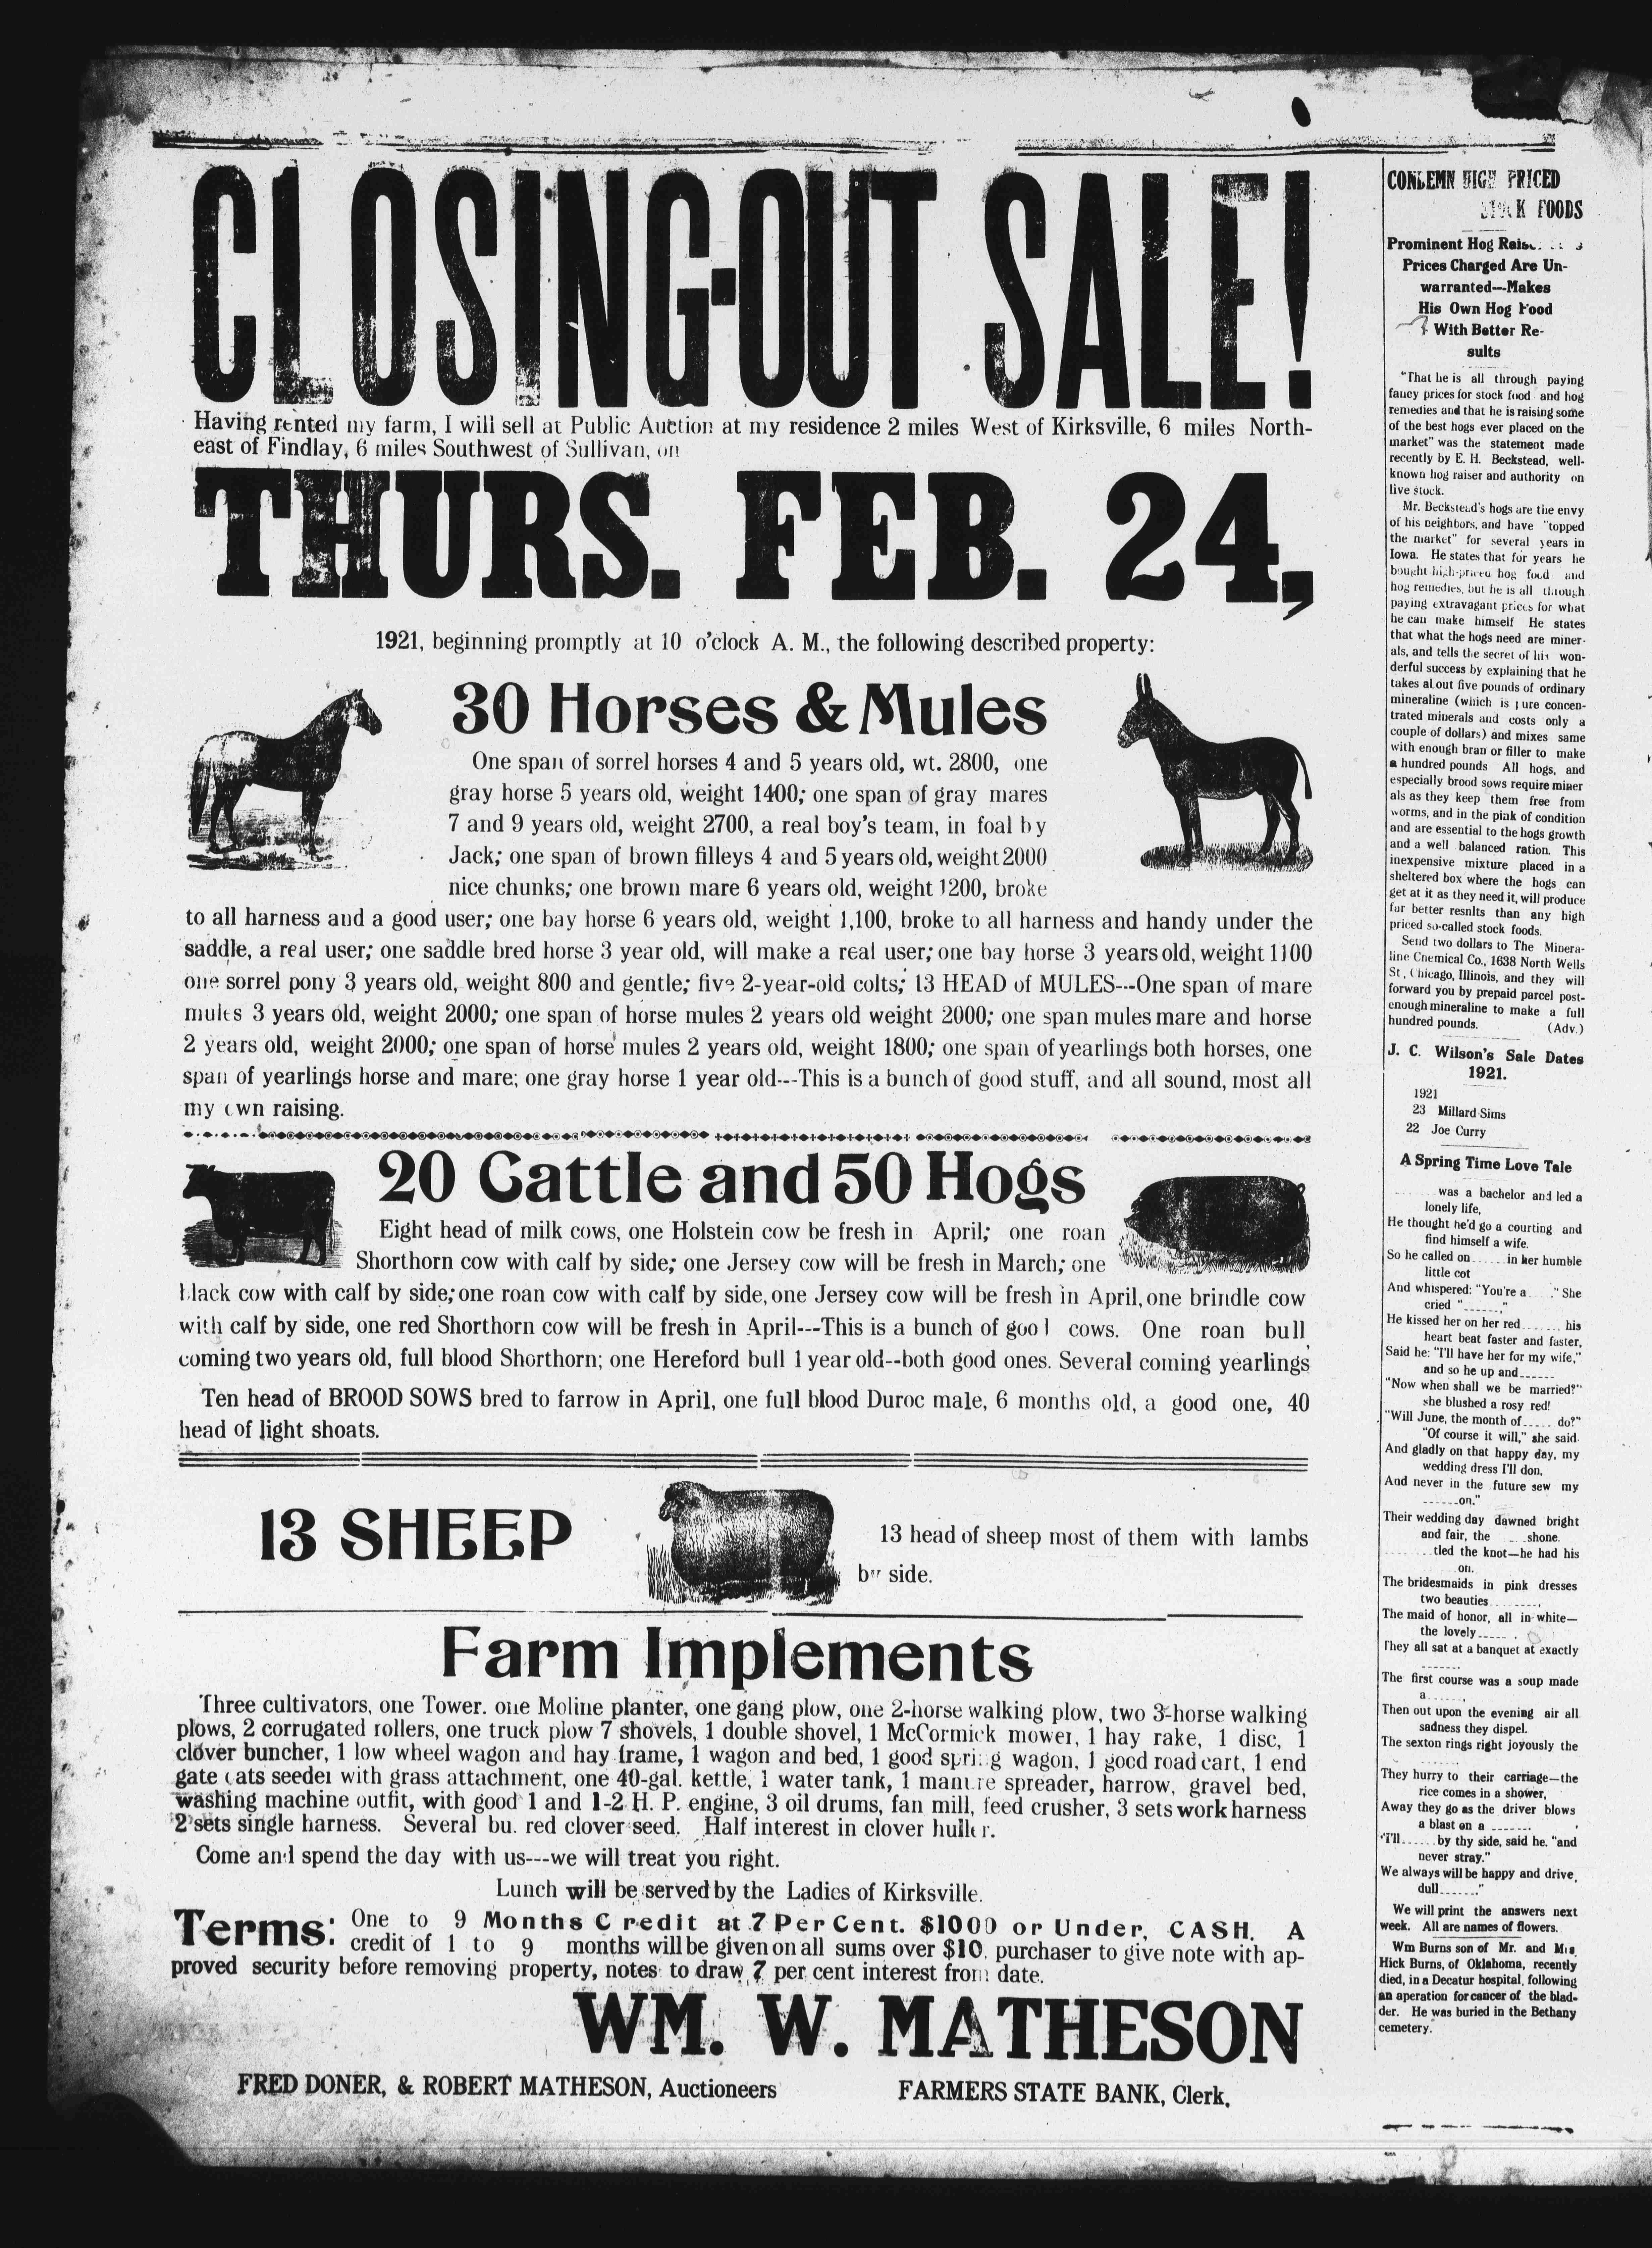 CLOSING-OUT SALE!
Having rented my farm, I will sell at Public Auction at my residence 2 miles West of Kirksville, 6 miles North-
east of Findlay, 6 miles Southwest of Sullivan, on
THURS. FEB. 24,
1921, beginning promptly at 10 o'clock A. M., the following described property:
30 Horses & Mules
One span of sorrel horses 4 and 5 years old, wt. 2800, one
gray horse 5 years old, weight 1400; one span of gray mares
7 and 9 years old, weight 2700, a real boy's team, in foal by
Jack; one span of brown filleys 4 and 5 years old, weight 2000
nice chunks; one brown mare 6 years old, weight 1200, broke
to all harness and a good user; one bay horse 6 years old, weight 1,100, broke to all harness and handy under the
saddle, a real user; one saddle bred horse 3 year old, will make a real user; one bay horse 3 years old, weight 1100
one sorrel pony 3 years old, weight 800 and gentle; five 2-year-old colts; 13 HEAD of MULES---One span of mare
mules 3 years old, weight 2000; one span of horse mules 2 years old weight 2000; one span mules mare and horse
2 years old, weight 2000; one span of horse mules 2 years old, weight 1800; one span of yearlings both horses, one
span of yearlings horse and mare; one gray horse 1 year old---This is a bunch of good stuff, and all sound, most all
my own raising.
20 Cattle and 50 Hogs
Eight head of milk cows, one Holstein cow be fresh in April; one roan
Shorthorn cow with calf by side; one Jersey cow will be fresh in March; one
black cow with calf by side; one roan cow with calf by side, one Jersey cow will be fresh in April, one brindle cow
with calf by side, one red Shorthorn cow will be fresh in April---This is a bunch of good cows. One roan bull
coming two years old, full blood Shorthorn; one Hereford bull 1 year old--both good ones. Several coming yearlings
Ten head of BROOD SOWS bred to farrow in April, one full blood Duroc male, 6 months old, a good one, 40
head of light shoats.
13 SHEEP
13 head of sheep most of them with lambs
by side.
Farm Implements
Three cultivators, one Tower. one Moline planter, one gang plow, one 2-horse walking plow, two 3-horse walking
plows, 2 corrugated rollers, one truck plow 7 shovels, 1 double shovel, 1 McCormick mower, 1 hay rake, 1 disc, 1
clover buncher, 1 low wheel wagon and hay frame, 1 wagon and bed, 1 good spring wagon, 1 good road cart, 1 end
gate oats seeder with grass attachment, one 40-gal. kettle, 1 water tank, 1 manure spreader, harrow, gravel bed,
washing machine outfit, with good 1 and 1-2 H. P. engine, 3 oil drums, fan mill, feed crusher, 3 sets work harness
2 sets single harness. Several bu. red clover seed. Half interest in clover huller.
Come and spend the day with us---we will treat you right.
Lunch will be served by the Ladies of Kirksville.
Terms: One to 9 Months Credit at 7 Per Cent. $1000 or Under, CASH. A
credit of 1 to 9 months will be given on all sums over $10. purchaser to give note with ap-
proved security before removing property, notes to draw 7 per cent interest from date.
WM. W. MATHESON
FRED DONER, & ROBERT MATHESON, Auctioneers
FARMERS STATE BANK, Clerk.
CONDEMN HIGH PRICED
STOCK FOODS
Prominent Hog
Prices Charged Are Un-
warranted---Makes
His Own Hog Food
With Better Re-
sults
"That he is all through paying
fancy prices for stock food and hog
remedies and that he is raising some
of the best hogs ever placed on the
market" was the statement made
recently by E. H. Beckstead, well-
known hog raiser and authority on
live stock.
Mr. Beckstead's hogs are the envy
of his neighbors, and have "topped
the market" for several years in
Iowa. He states that for years he
bought high-priced hog food and
hog remedies, but he is all through
paying extravagant prices for what
he can make himself He states
that what the hogs need are miner-
als, and tells the secret of his won-
derful success by explaining that he
takes about five pounds of ordinary
mineraline (which is pure concen-
trated minerals and costs only a
couple of dollars) and mixes same
with enough bran or filler to make
a hundred pounds All hogs, and
especially brood sows require miner
als as they keep them free from
worms, and in the pink of condition
and are essential to the hogs growth
and a well balanced ration. This
inexpensive mixture placed in a
sheltered box where the hogs can
get at it as they need it, will produce
far better resnlts than any high
priced so-called stock foods.
Send two dollars to The Minera-
line Cnemical Co., 1638 North Wells
St, Chicago, Illinois, and they will
forward you by prepaid parcel post-
enough mineraline to make a full
hundred pounds. (Adv.)
J. C. Wilson's Sale Dates
1921.
1921
23 Millard Sims
22 Joe Curry
A Spring Time Love Tale
------ was a bachelor and led a
lonely life,
He thought he'd go a courting and
find himself a wife.
So he called on ------ in her humble
little cot
And whispered: "You're a ." She
cried "------,"
He kissed her on her red ------, his
heart beat faster and faster,
Said he: "I'll have her for my wife,"
and so he up and ------
"Now when shall we be married?"
she blushed a rosy red!
"Will June, the month of ----- do?"
"Of course it will," she said.
And gladly on that happy day, my
wedding dress I'll don,
And never in the future sew my
------on."
Their wedding day dawned bright
and fair, the ---- shone.
------- tled the knot—he had his
---- on.
The bridesmaids in pink dresses
two beauties -------,
The maid of honor, all in white—
the lovely ----- .
They all sat at a banquet at exactly
------
The first course was a soup made
a ------,
Then out upon the evening air all
sadness they dispel.
The sexton rings right joyously the
------
They hurry to their carriage—the
rice comes in a shower,
Away they go as the driver blows
a blast on a ------
"I'll ------ by thy side, said he. "and
never stray."
We always will be happy and drive
dull ------"
We will print the answers next
week. All are names of flowers.
Wm Burns son of Mr. and Mrs
Hick Burns, of Oklahoma, recently
died, in a Decatur hospital, following
an aperation for cancer of the blad-
der. He was buried in the Bethany
cemetery.